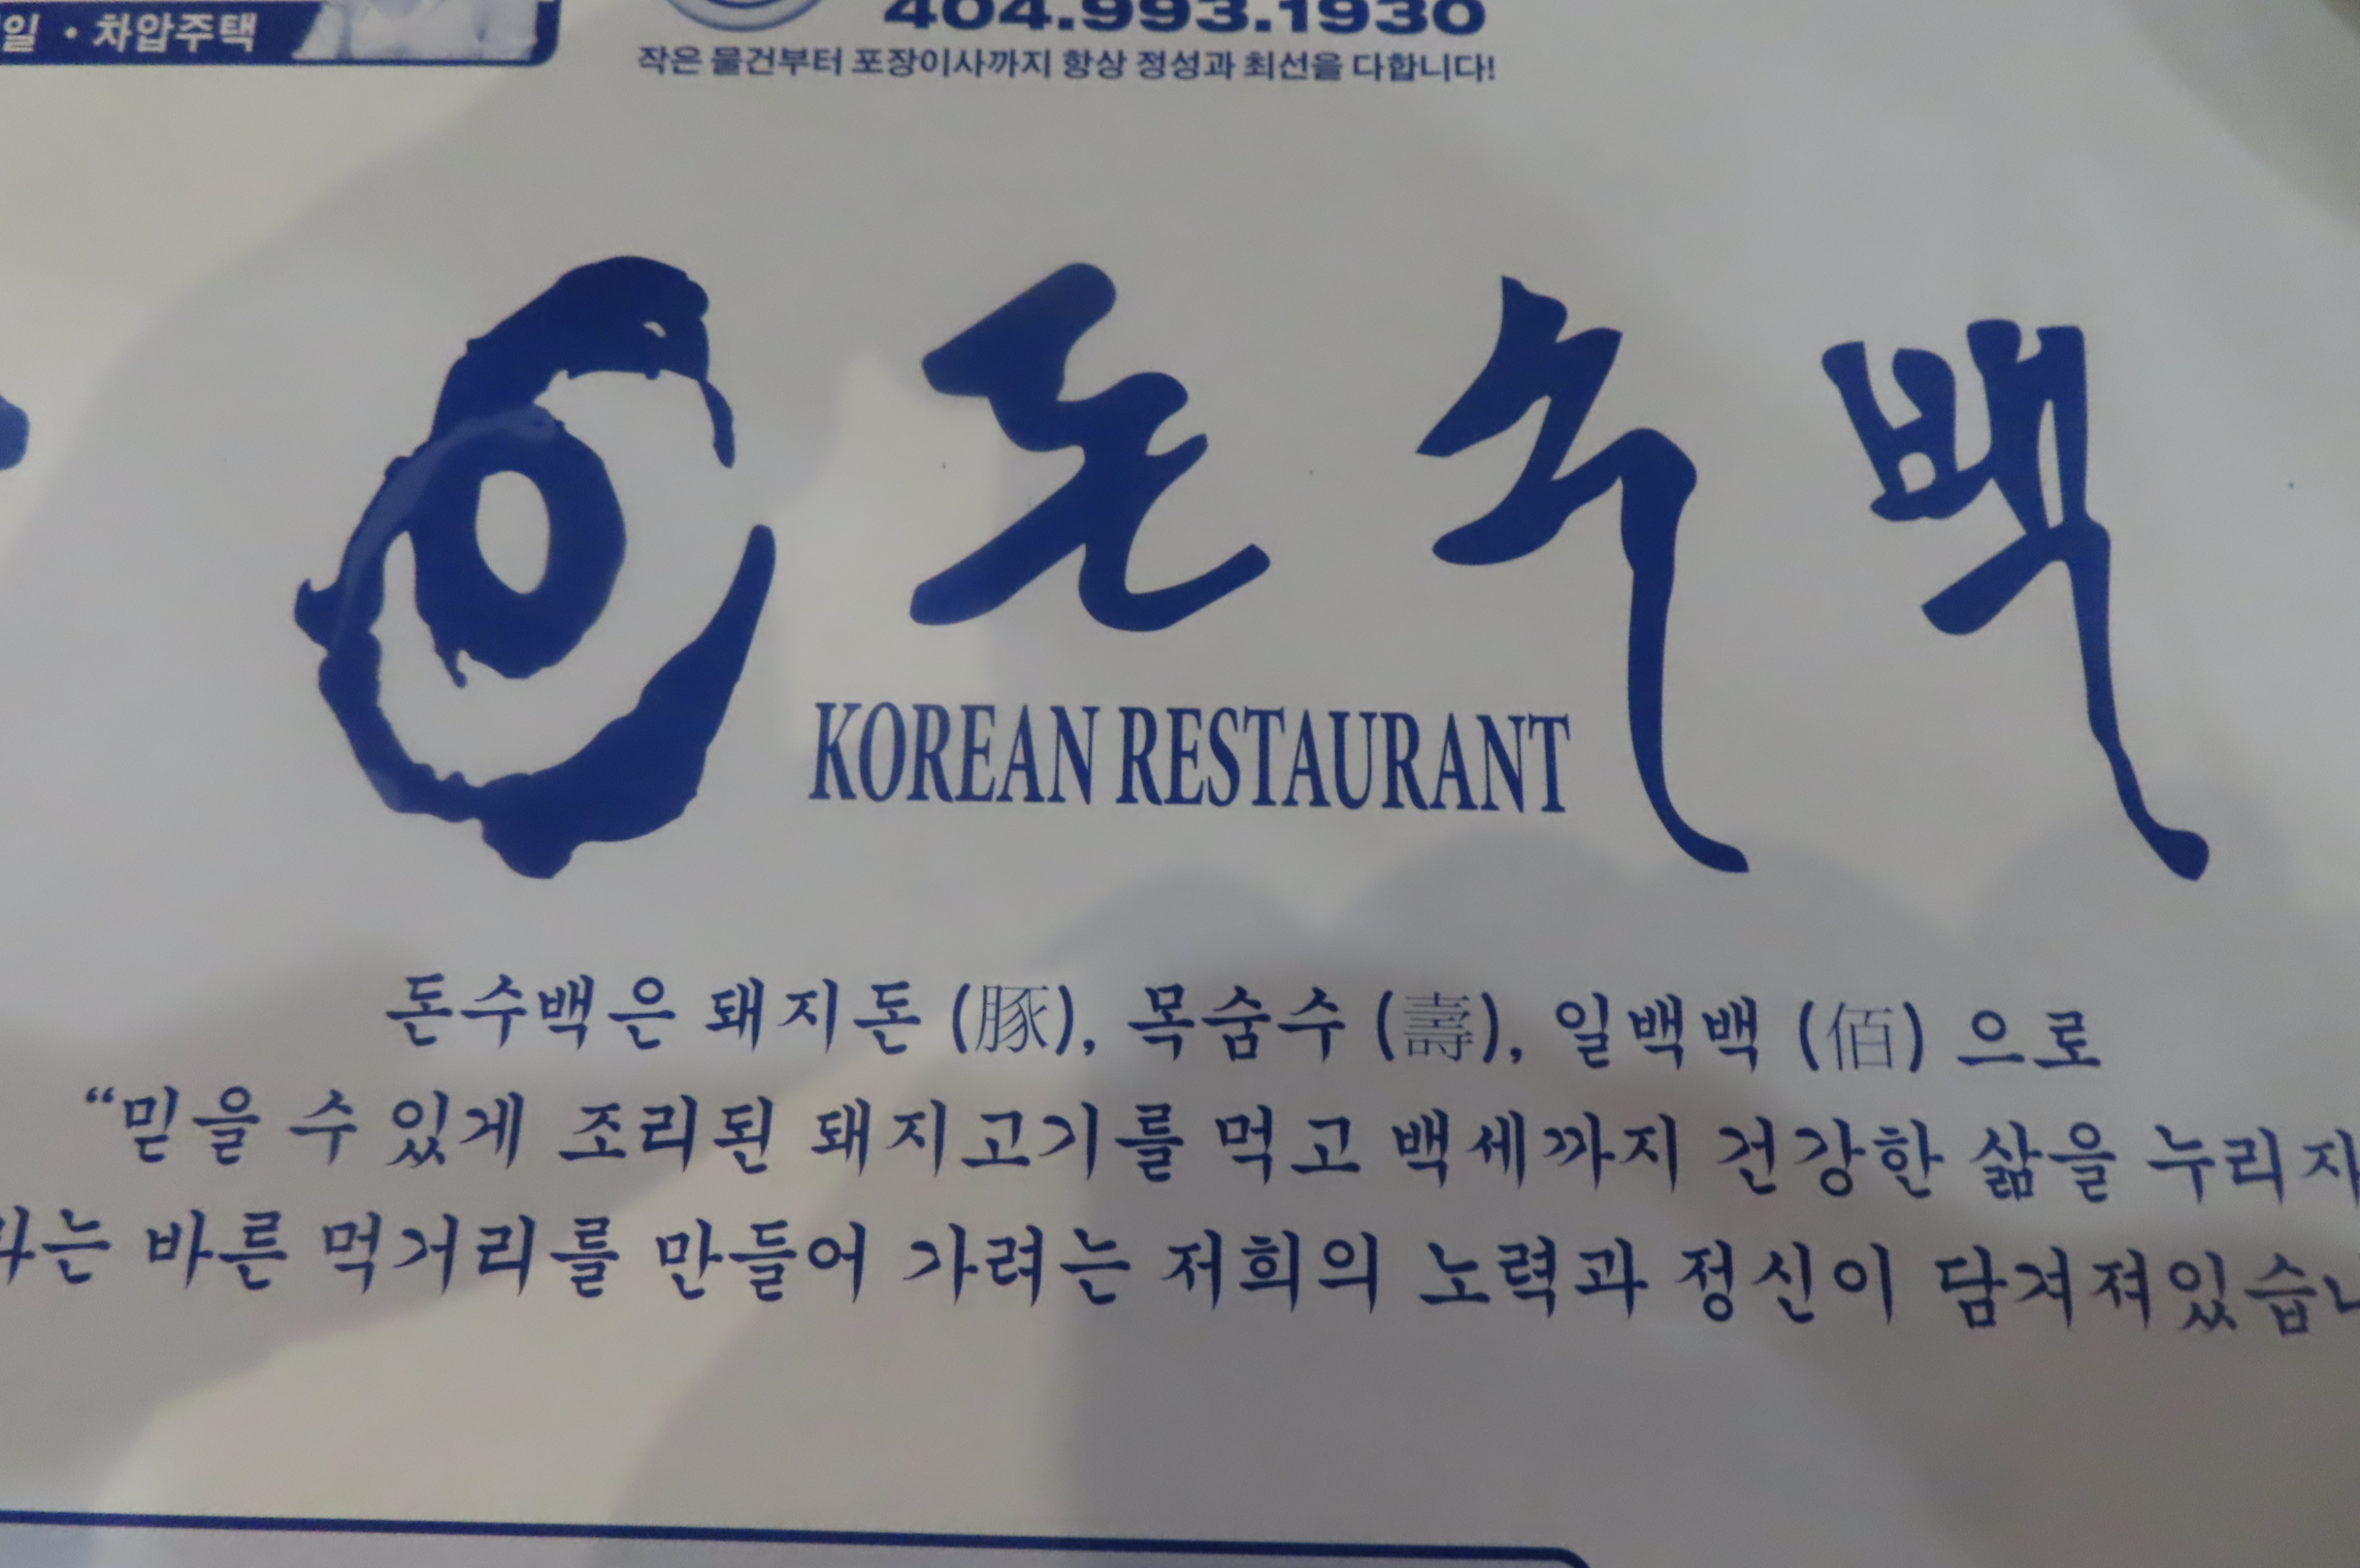 일 • 차압주택
404.993.1930
작은 물건부터 포장이사까지 항상 정성과 최선을 다합니다!
돈수백
KOREAN RESTAURANT
돈수백은 돼지돈 (豚), 목숨수 (壽), 일백백 (佰) 으로
“믿을 수 있게 조리된 돼지고기를 먹고 백세까지 건강한 삶을 누리자
라는 바른 먹거리를 만들어 가려는 저희의 노력과 정신이 담겨져있습니